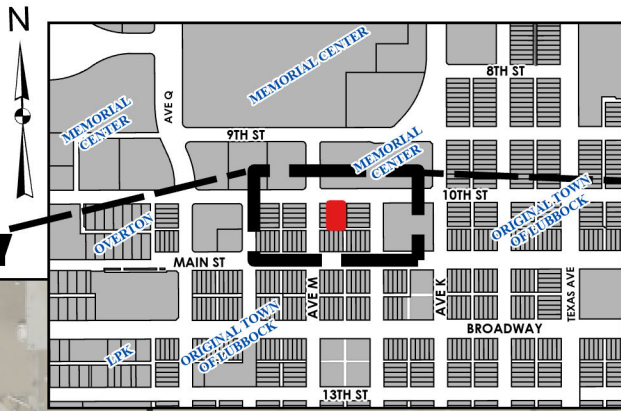 N
8TH ST
MEMORIAL CENTER
MEMORIAL
CENTER
AVE Q
9TH ST
MEMORIAL
CENTER
10TH ST
ORIGINAL TOWN
OF LUBBOCK
OVERTON
MAIN ST
AVE M
AVE K
TEXAS AVE
BROADWAY
ORIGINAL TOWN
OF LUBBOCK
LPK
13TH ST